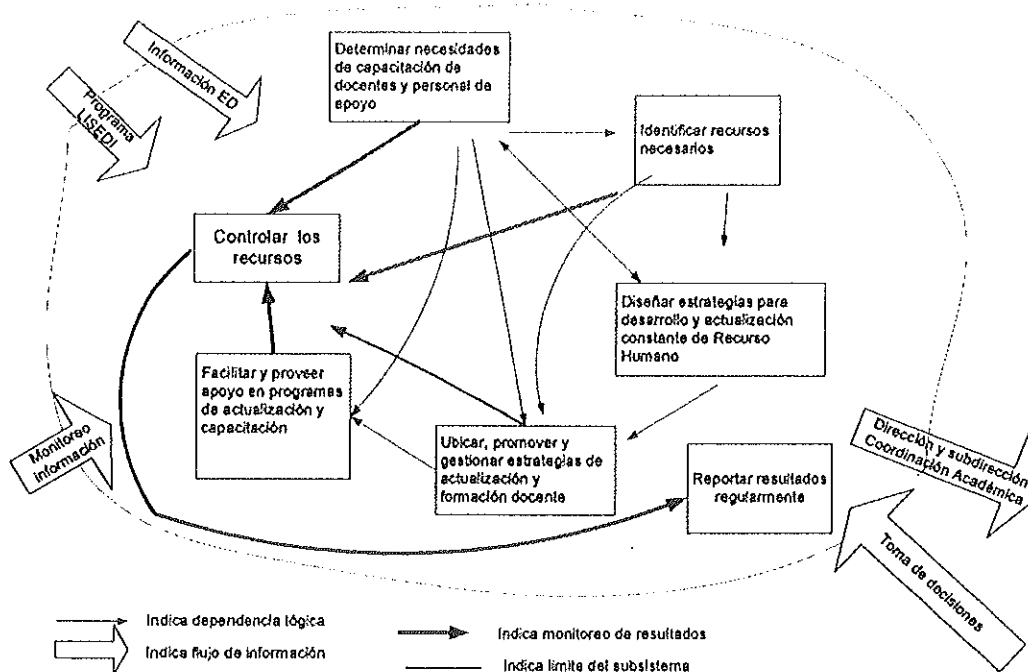 Información ED
Programa
USEDI
Determinar necesidades
de capacitación de
docentes y personal de
apoyo
Identificar recursos
necesarios
Controlar los
recursos
Diseñar estrategias para
desarrollo y actualización
constante de Recurso
Humano
Facilitar y proveer
apoyo en programas
de actualización y
capacitación
Monitoreo
información
Ubicar, promover y
gestionar estrategias de
actualización y
formación docente
Reportar resultados
regularmente
Dirección y subdirección
Coordinación Académica
Toma de decisiones
Indica dependencia lógica
Indica flujo de información
Indica monitoreo de resultados
Indica límite del subsistema